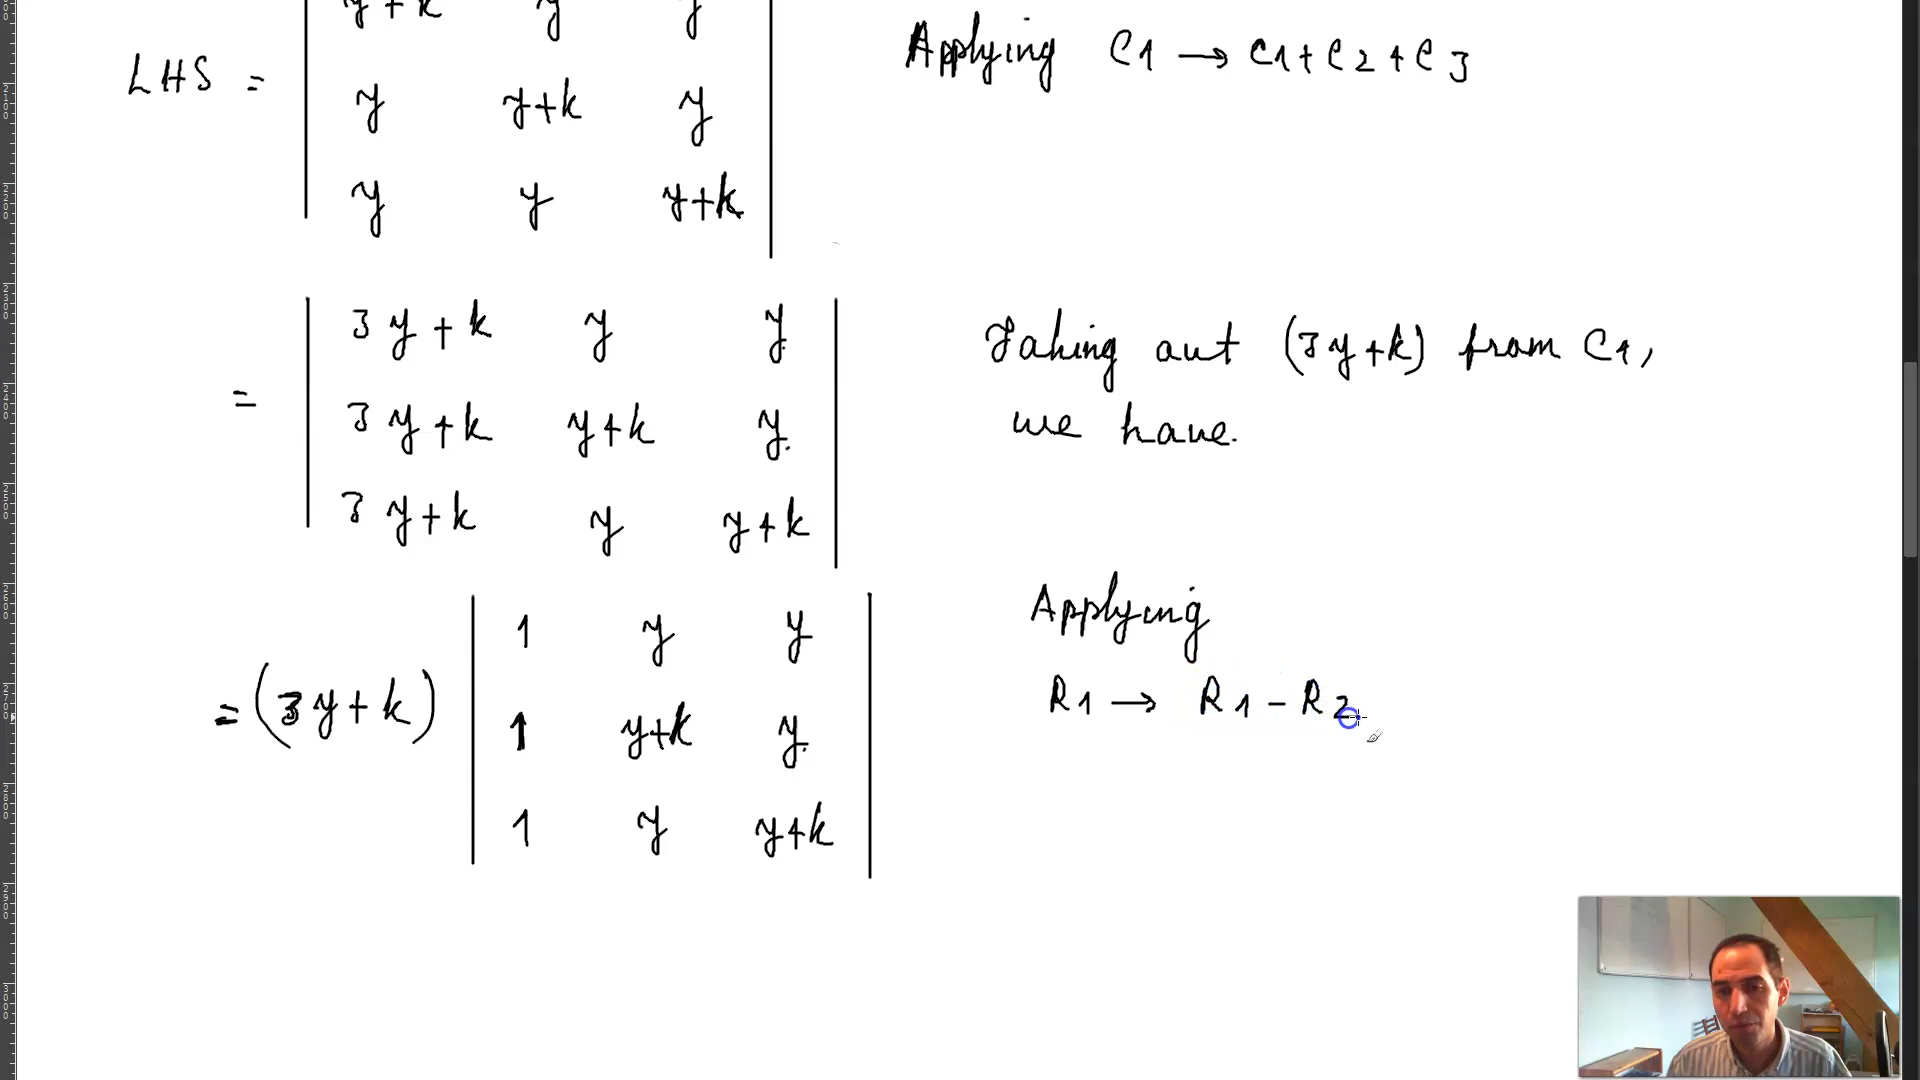 y+k y y
LHS =
y y+k y
y y y+k
Applying C1 → C1+C2+C3
3y+k y y
= 3y+k y+k y
3y+k y y+k
Taking out (3y+k) from C1,
we have.
1 y y
=(3y+k) 1 y+k y
1 y y+k
Applying
R1 → R1-R2